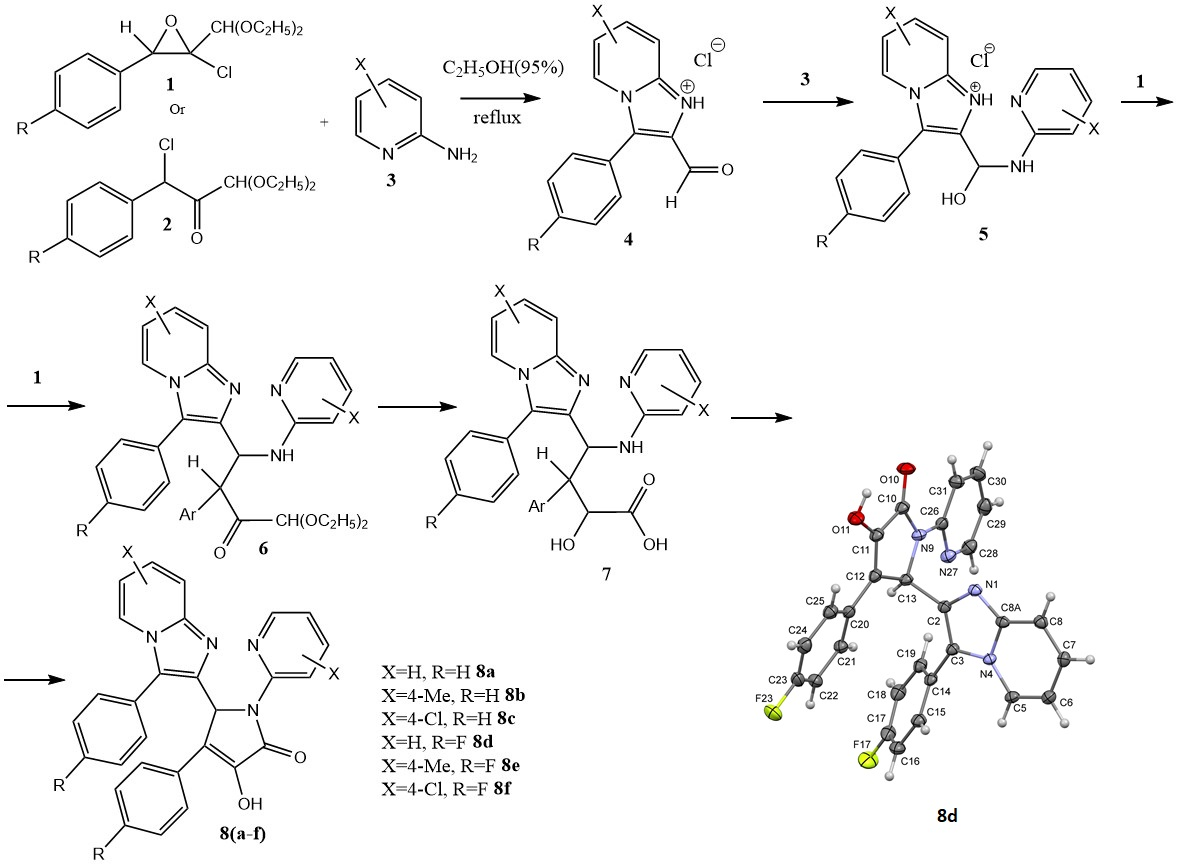 X
O
H
CH(OC₂H₅)₂
Cl
1
R
Or
Cl
CH(OC₂H₅)₂
2
O
R
+
X
N
NH₂
3
C₂H₅OH(95%)
reflux
X
Cl⊖
N
⊕
NH
O
H
R
4
3
X
Cl⊖
N
⊕
NH
N
X
NH
HO
R
5
1
1
X
N
N
N
X
NH
H
Ar
CH(OC₂H₅)₂
O
R
6
X
N
N
N
X
NH
H
O
Ar
HO
OH
R
7
X
N
N
N
X
N
O
OH
R
R
8(a-f)
X=H, R=H 8a
X=4-Me, R=H 8b
X=4-Cl, R=H 8c
X=H, R=F 8d
X=4-Me, R=F 8e
X=4-Cl, R=F 8f
O10
C31
C30
C10
C26
C29
O11
C11
N9
C28
N27
C12
C13
N1
C25
C20
C2
C8A
C8
C24
C21
C19
C3
N4
C7
C23
C22
C18
C14
C5
C6
F23
C17
C15
F17
C16
8d